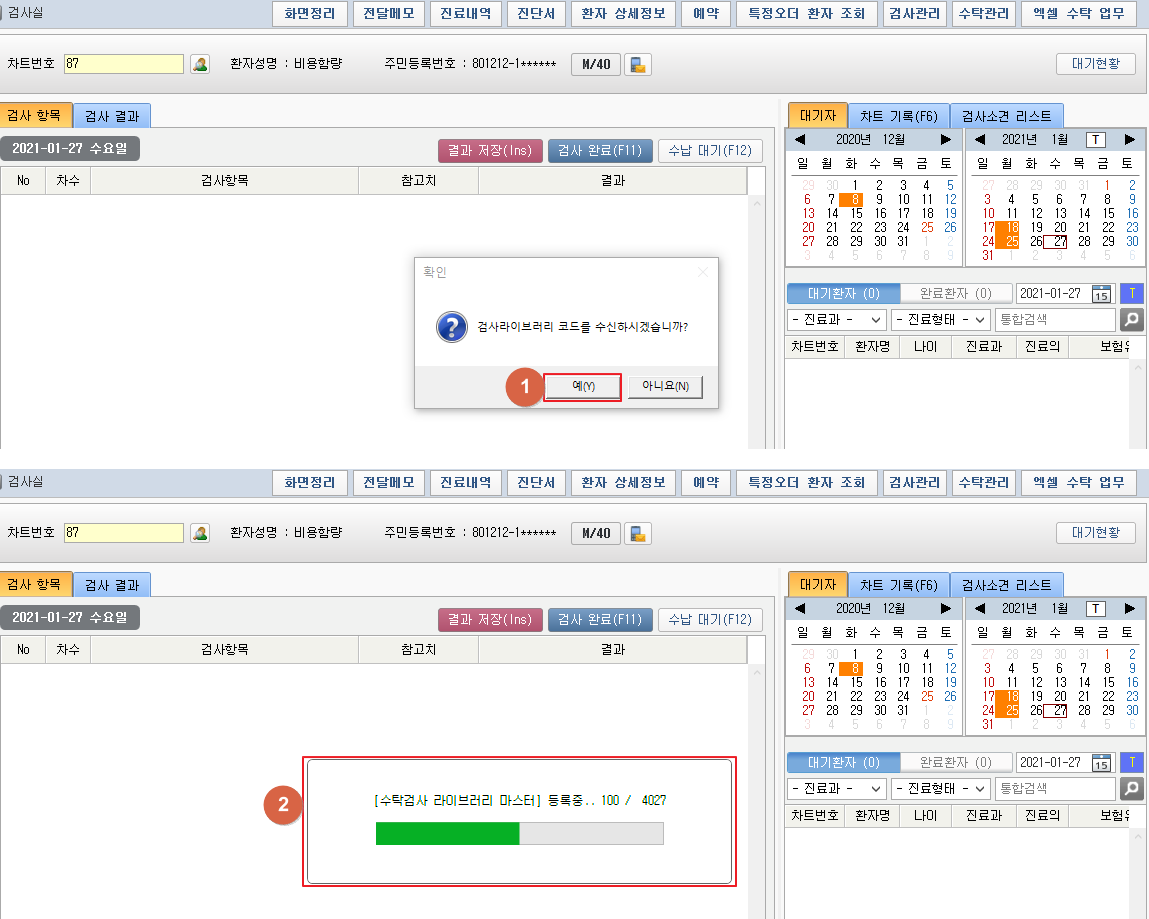 검사실 화면정리 전달메모 진료내역 진단서 환자 상세정보 예약 특정오더 환자 조회 검사관리 수탁관리 엑셀 수탁 업무
차트번호 87 환자성명 : 비용함량 주민등록번호 : 801212-1****** M/40 대기현황
검사 항목 검사 결과
2021-01-27 수요일 결과 저장(Ins) 검사 완료(F11) 수납 대기(F12)
No 차수 검사항목 참고치 결과
확인
검사라이브러리 코드를 수신하시겠습니까?
1 예(Y) 아니요(N)
대기자 차트 기록(F6) 검사소견 리스트
2020년 12월
일 월 화 수 목 금 토
29 30 1 2 3 4 5
6 7 8 9 10 11 12
13 14 15 16 17 18 19
20 21 22 23 24 25 26
27 28 29 30 31 1 2
3 4 5 6 7 8 9
2021년 1월 T
일 월 화 수 목 금 토
27 28 29 30 31 1 2
3 4 5 6 7 8 9
10 11 12 13 14 15 16
17 18 19 20 21 22 23
24 25 26 27 28 29 30
31 1 2 3 4 5 6
대기환자 (0) 완료환자 (0) 2021-01-27 15 T
- 진료과 - - 진료형태 - 통합검색
차트번호 환자명 나이 진료과 진료의
검사실 화면정리 전달메모 진료내역 진단서 환자 상세정보 예약 특정오더 환자 조회 검사관리 수탁관리 엑셀 수탁 업무
차트번호 87 환자성명 : 비용함량 주민등록번호 : 801212-1****** M/40 대기현황
검사 항목 검사 결과
2021-01-27 수요일 결과 저장(Ins) 검사 완료(F11) 수납 대기(F12)
No 차수 검사항목 참고치 결과
2 [수탁검사 라이브러리 마스터] 등록중.. 100 / 4027
대기자 차트 기록(F6) 검사소견 리스트
2020년 12월
일 월 화 수 목 금 토
29 30 1 2 3 4 5
6 7 8 9 10 11 12
13 14 15 16 17 18 19
20 21 22 23 24 25 26
27 28 29 30 31 1 2
3 4 5 6 7 8 9
2021년 1월 T
일 월 화 수 목 금 토
27 28 29 30 31 1 2
3 4 5 6 7 8 9
10 11 12 13 14 15 16
17 18 19 20 21 22 23
24 25 26 27 28 29 30
31 1 2 3 4 5 6
대기환자 (0) 완료환자 (0) 2021-01-27 15 T
- 진료과 - - 진료형태 - 통합검색
차트번호 환자명 나이 진료과 진료의